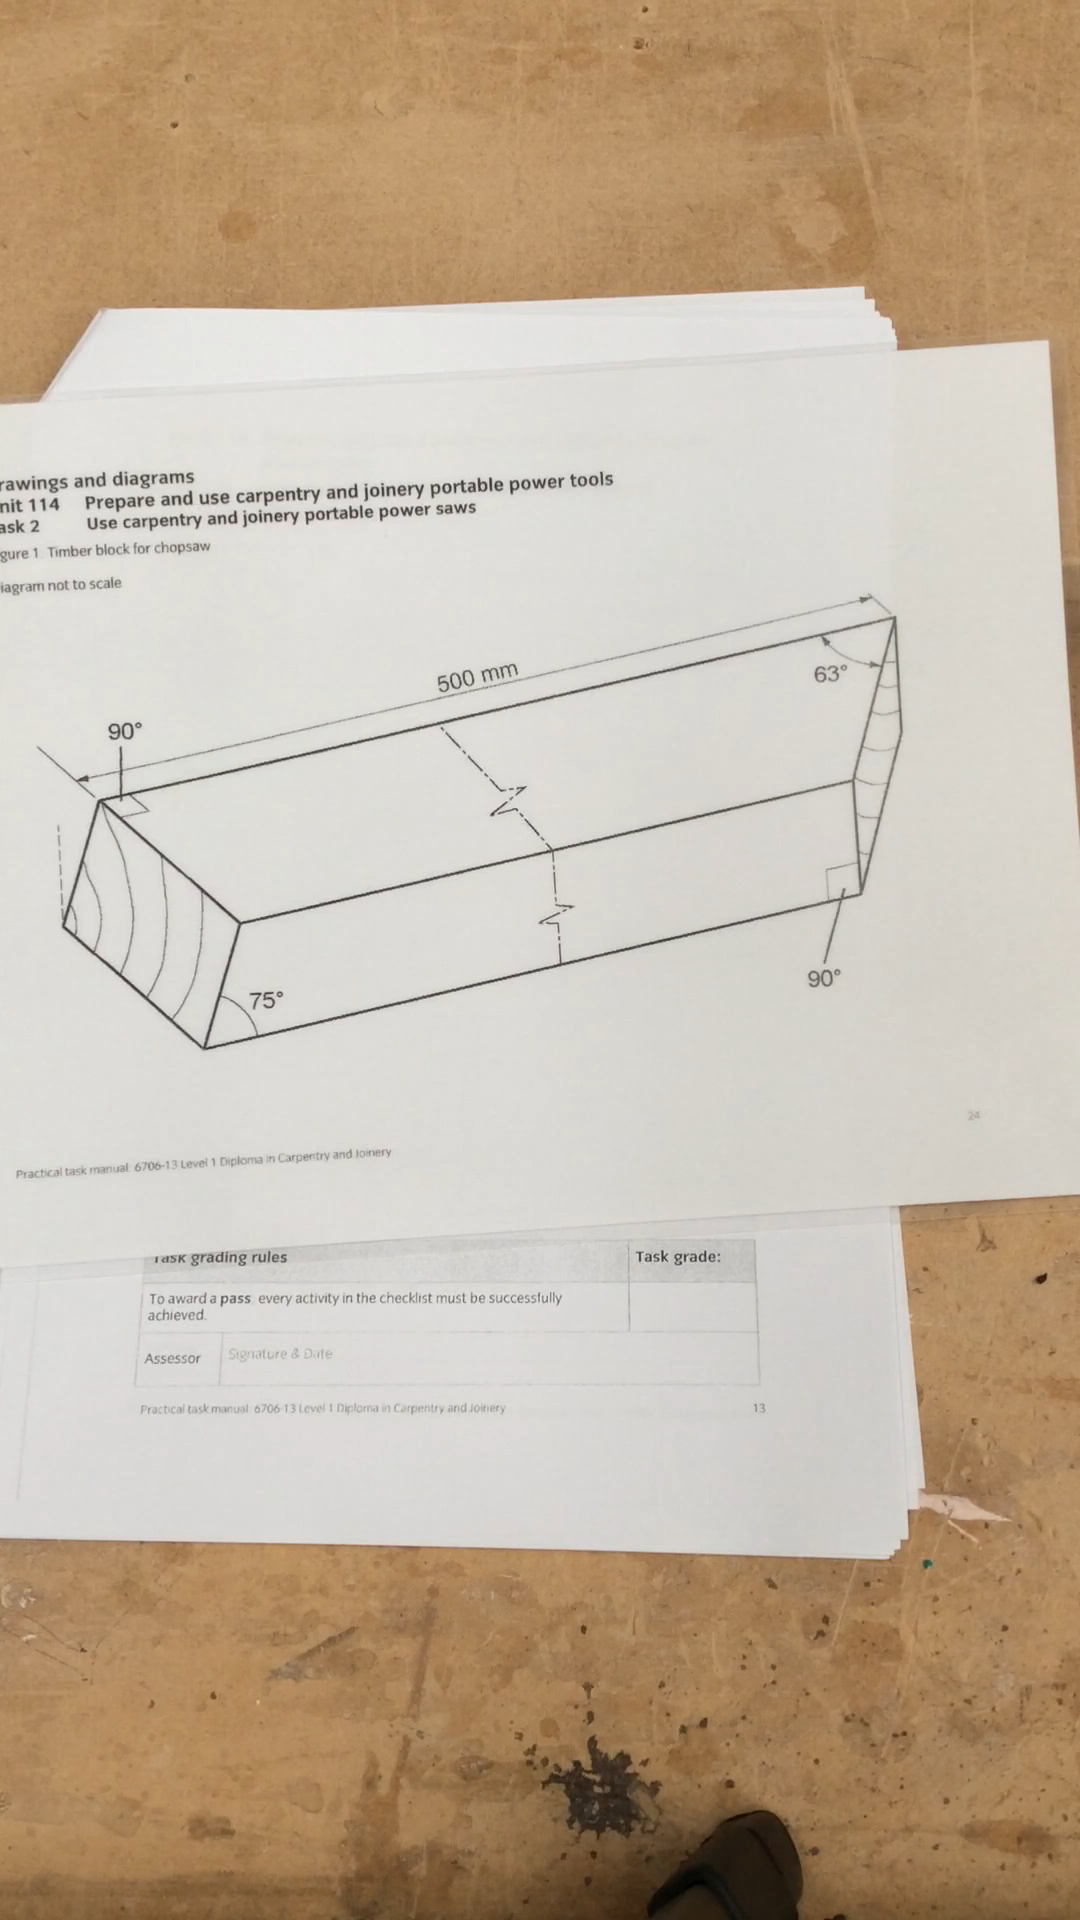 rawings and diagrams
nit 114 Prepare and use carpentry and joinery portable power tools
ask 2 Use carpentry and joinery portable power saws
gure 1 Timber block for chopsaw
iagram not to scale
500 mm
63°
90°
75°
90°
24
Practical task manual 6706-13 Level 1 Diploma in Carpentry and Joinery
Task grading rules Task grade:
To award a pass every activity in the checklist must be successfully
achieved.
Assessor Signature & Date
Practical task manual 6706-13 Level 1 Diploma in Carpentry and Joinery 13